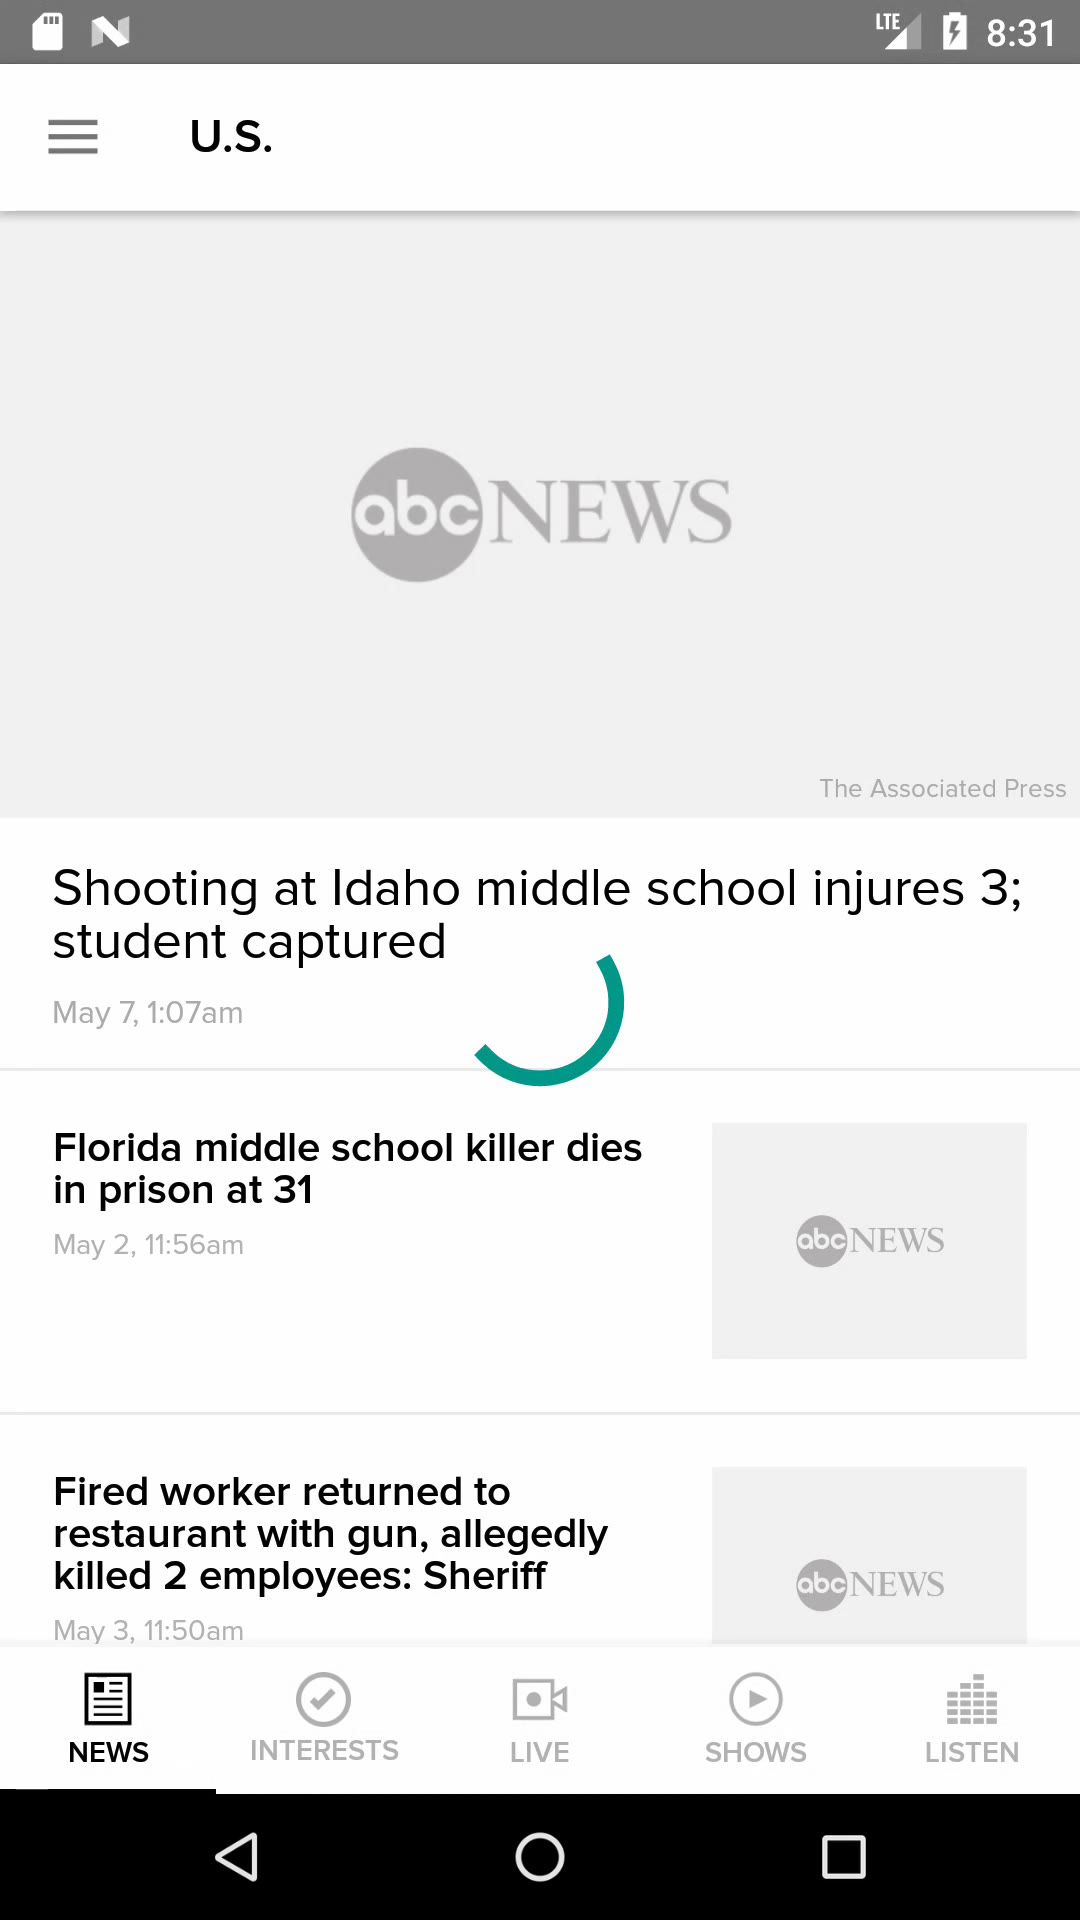 LTE 8:31
U.S.
abc NEWS
The Associated Press
Shooting at Idaho middle school injures 3;
student captured
May 7, 1:07am
Florida middle school killer dies
in prison at 31
May 2, 11:56am
abc NEWS
Fired worker returned to
restaurant with gun, allegedly
killed 2 employees: Sheriff
May 3, 11:50am
abc NEWS
NEWS INTERESTS LIVE SHOWS LISTEN